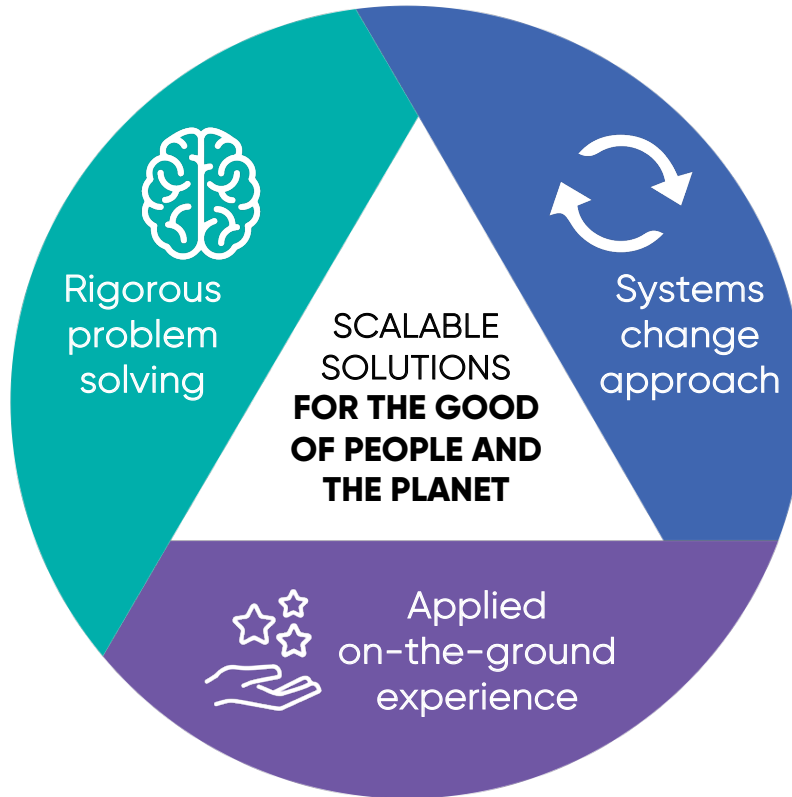 Rigorous
problem
solving
Systems
change
approach
SCALABLE
SOLUTIONS
FOR THE GOOD
OF PEOPLE AND
THE PLANET
Applied
on-the-ground
experience